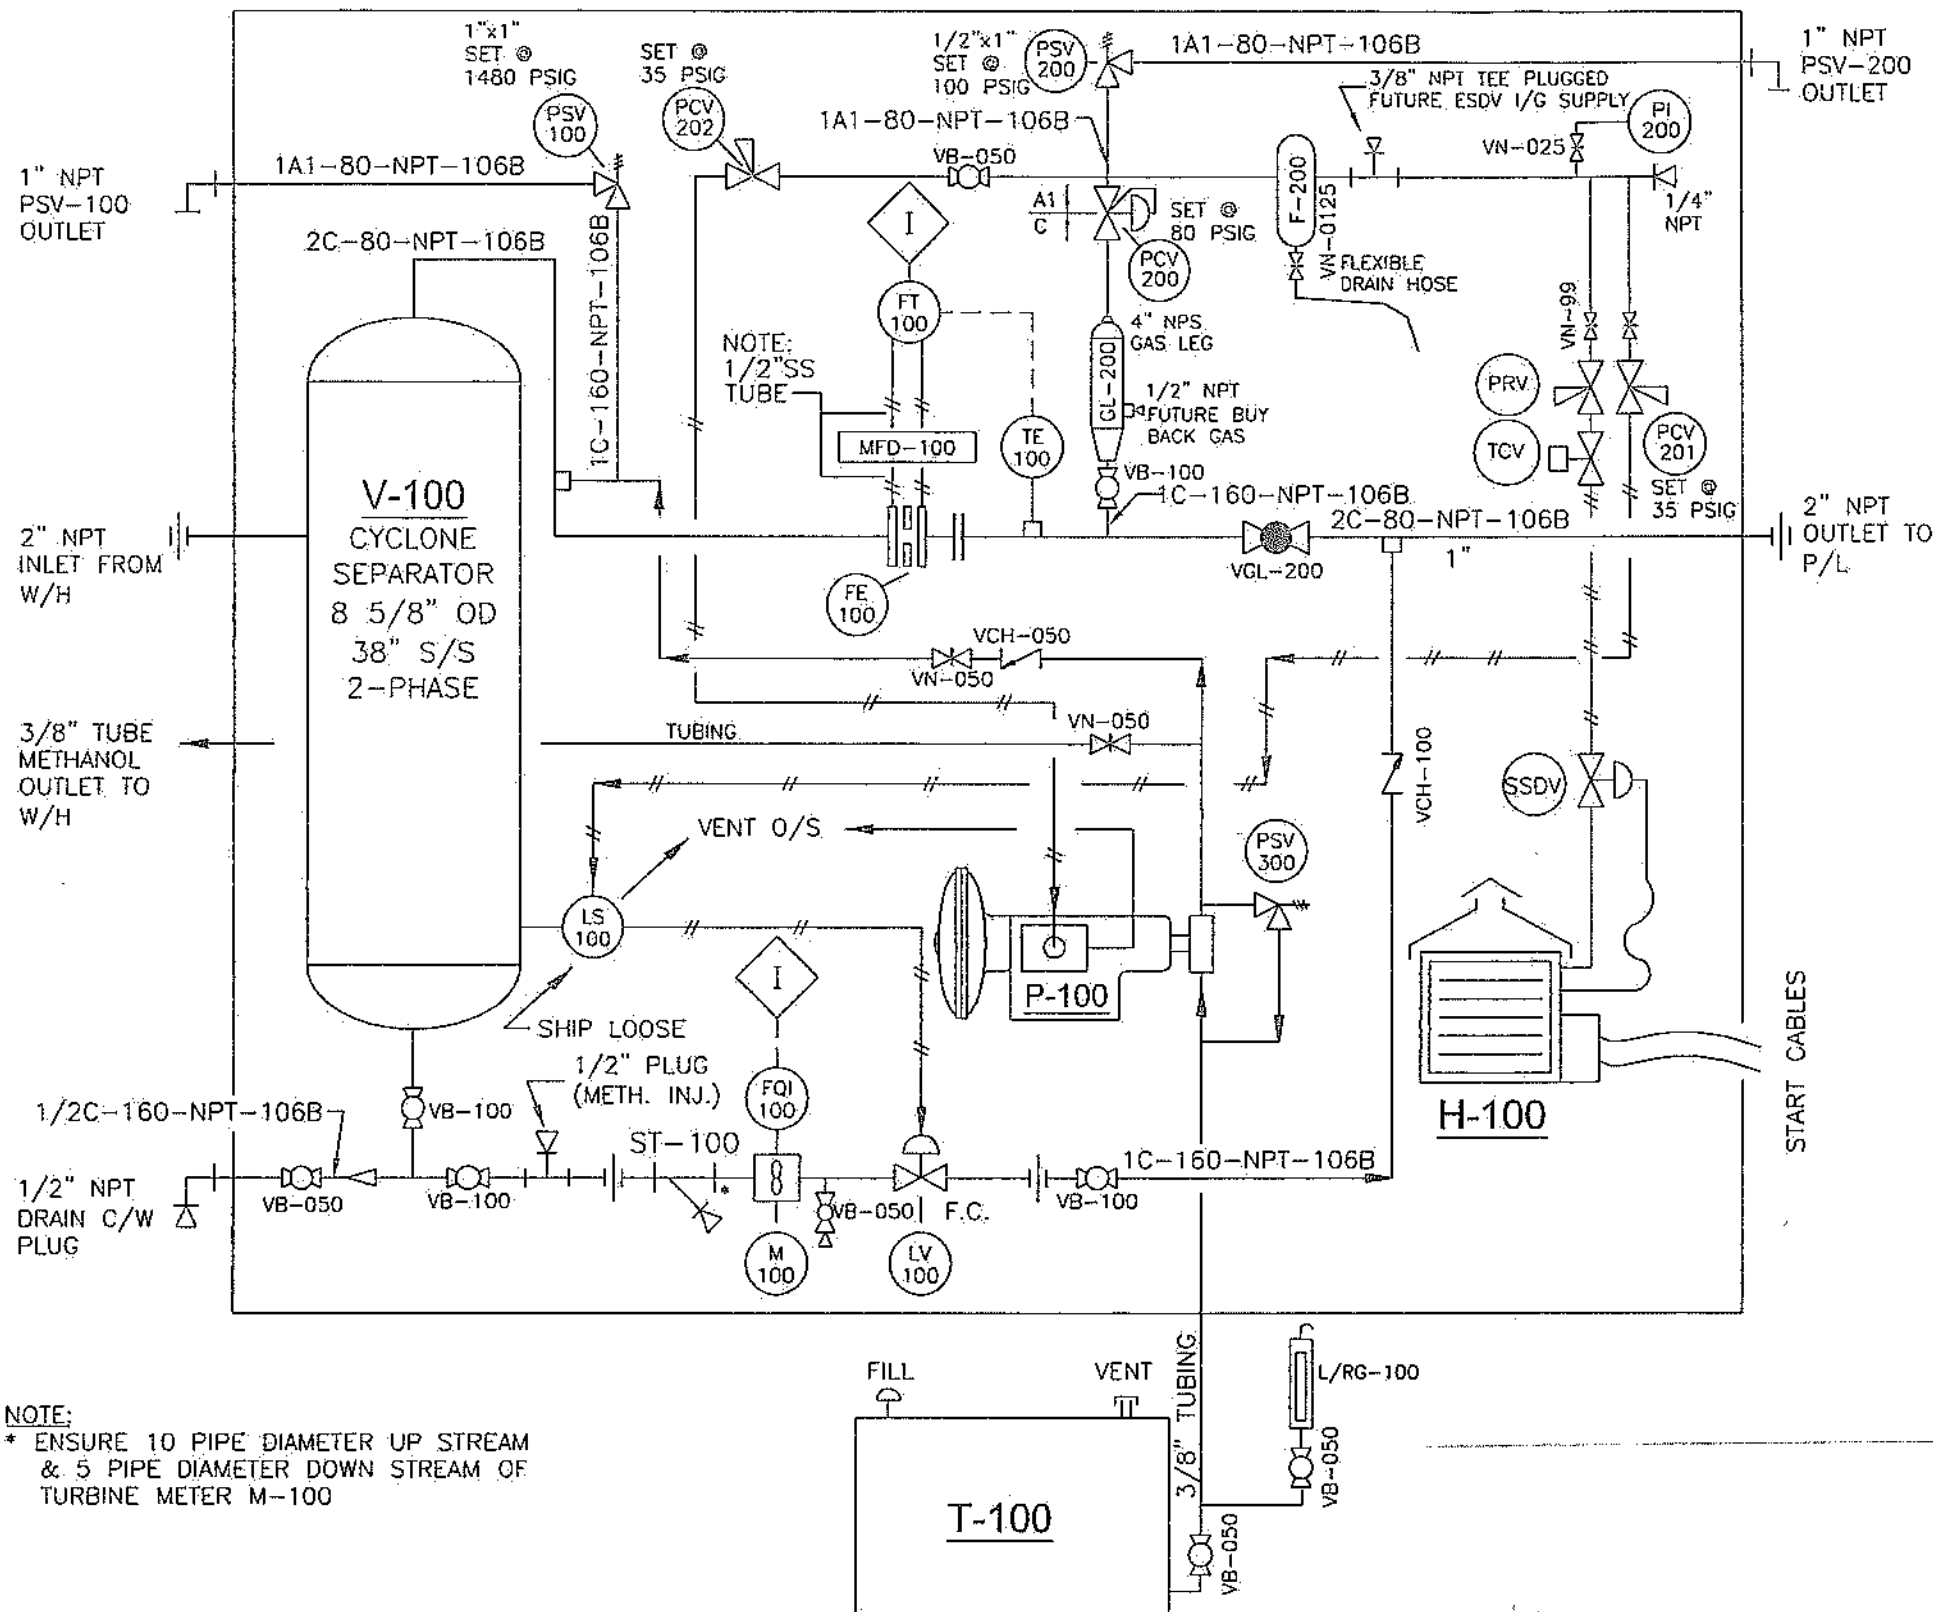 1"x1"
SET @
1480 PSIG
PSV
100
SET @
35 PSIG
PCV
202
1/2"x1"
SET @
100 PSIG
PSV
200
1A1-80-NPT-106B
1" NPT
PSV-200
OUTLET
3/8" NPT TEE PLUGGED
FUTURE ESDV I/G SUPPLY
PI
200
VN-025
1A1-80-NPT-106B
VB-050
1A1-80-NPT-106B
1" NPT
PSV-100
OUTLET
2C-80-NPT-106B
1C-160-NPT-106B
I
A1
C
SET @
80 PSIG
PCV
200
F-200
VN-0125
FLEXIBLE
DRAIN HOSE
1/4"
NPT
FT
100
4" NPS
GAS LEG
GL-200
NOTE:
1/2"SS
TUBE
1/2" NPT
FUTURE BUY
BACK GAS
MFD-100
TE
100
VN-99
PRV
TCV
PCV
201
SET @
35 PSIG
VB-100
1C-160-NPT-106B
2C-80-NPT-106B
1"
VGL-200
2" NPT
OUTLET TO
P/L
2" NPT
INLET FROM
W/H
V-100
CYCLONE
SEPARATOR
8 5/8" OD
38" S/S
2-PHASE
FE
100
VCH-050
VN-050
VN-050
TUBING
3/8" TUBE
METHANOL
OUTLET TO
W/H
VCH-100
SSDV
VENT O/S
PSV
300
LS
100
I
P-100
SHIP LOOSE
H-100
START CABLES
1/2" PLUG
(METH. INJ.)
FQI
100
1/2C-160-NPT-106B
VB-100
ST-100
*
1C-160-NPT-106B
1/2" NPT
DRAIN C/W
PLUG
VB-050
VB-100
VB-050
F.C.
VB-100
M
100
LV
100
FILL
VENT
3/8" TUBING
L/RG-100
VB-050
VB-050
T-100
NOTE:
* ENSURE 10 PIPE DIAMETER UP STREAM
& 5 PIPE DIAMETER DOWN STREAM OF
TURBINE METER M-100